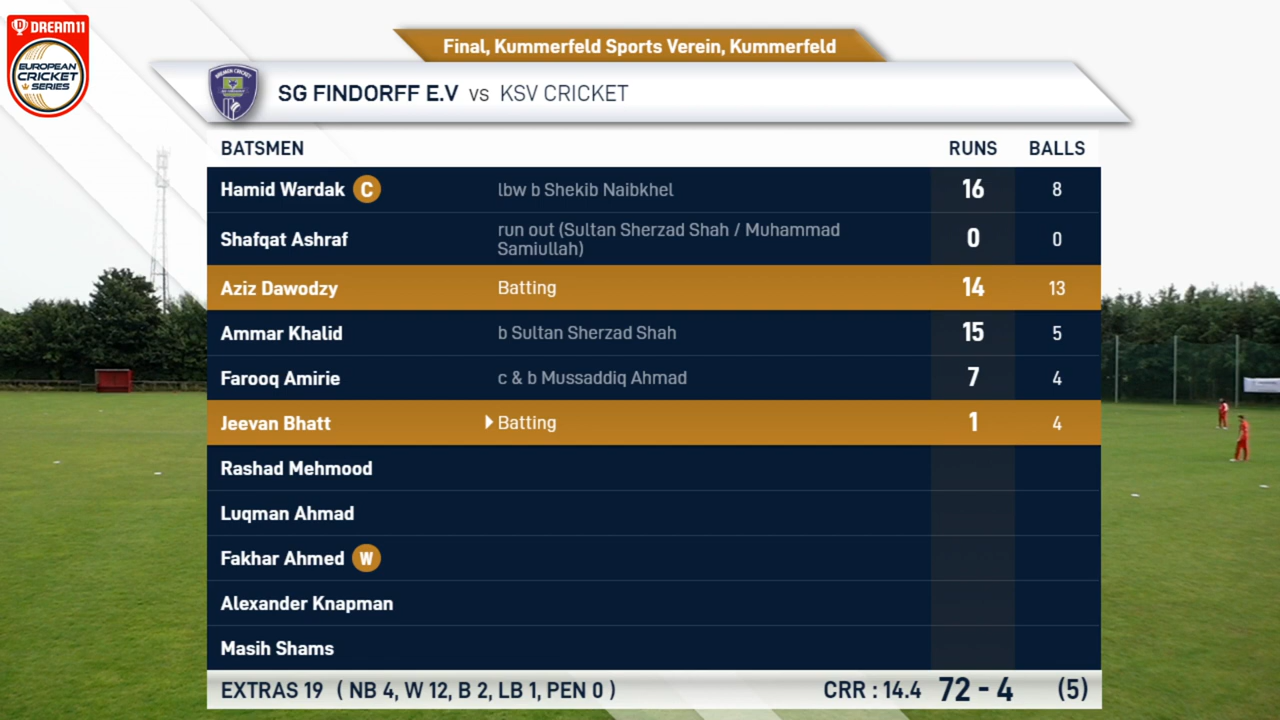 DREAM11
EUROPEAN
CRICKET
SERIES
Final, Kummerfeld Sports Verein, Kummerfeld
SG FINDORFF E.V vs KSV CRICKET
BATSMEN RUNS BALLS
Hamid Wardak C lbw b Shekib Naibkhel 16 8
Shafqat Ashraf run out (Sultan Sherzad Shah / Muhammad
Samiullah) 0 0
Aziz Dawodzy Batting 14 13
Ammar Khalid b Sultan Sherzad Shah 15 5
Farooq Amirie c & b Mussaddiq Ahmad 7 4
Jeevan Bhatt Batting 1 4
Rashad Mehmood
Luqman Ahmad
Fakhar Ahmed W
Alexander Knapman
Masih Shams
EXTRAS 19 ( NB 4, W 12, B 2, LB 1, PEN 0 ) CRR : 14.4 72 - 4 (5)